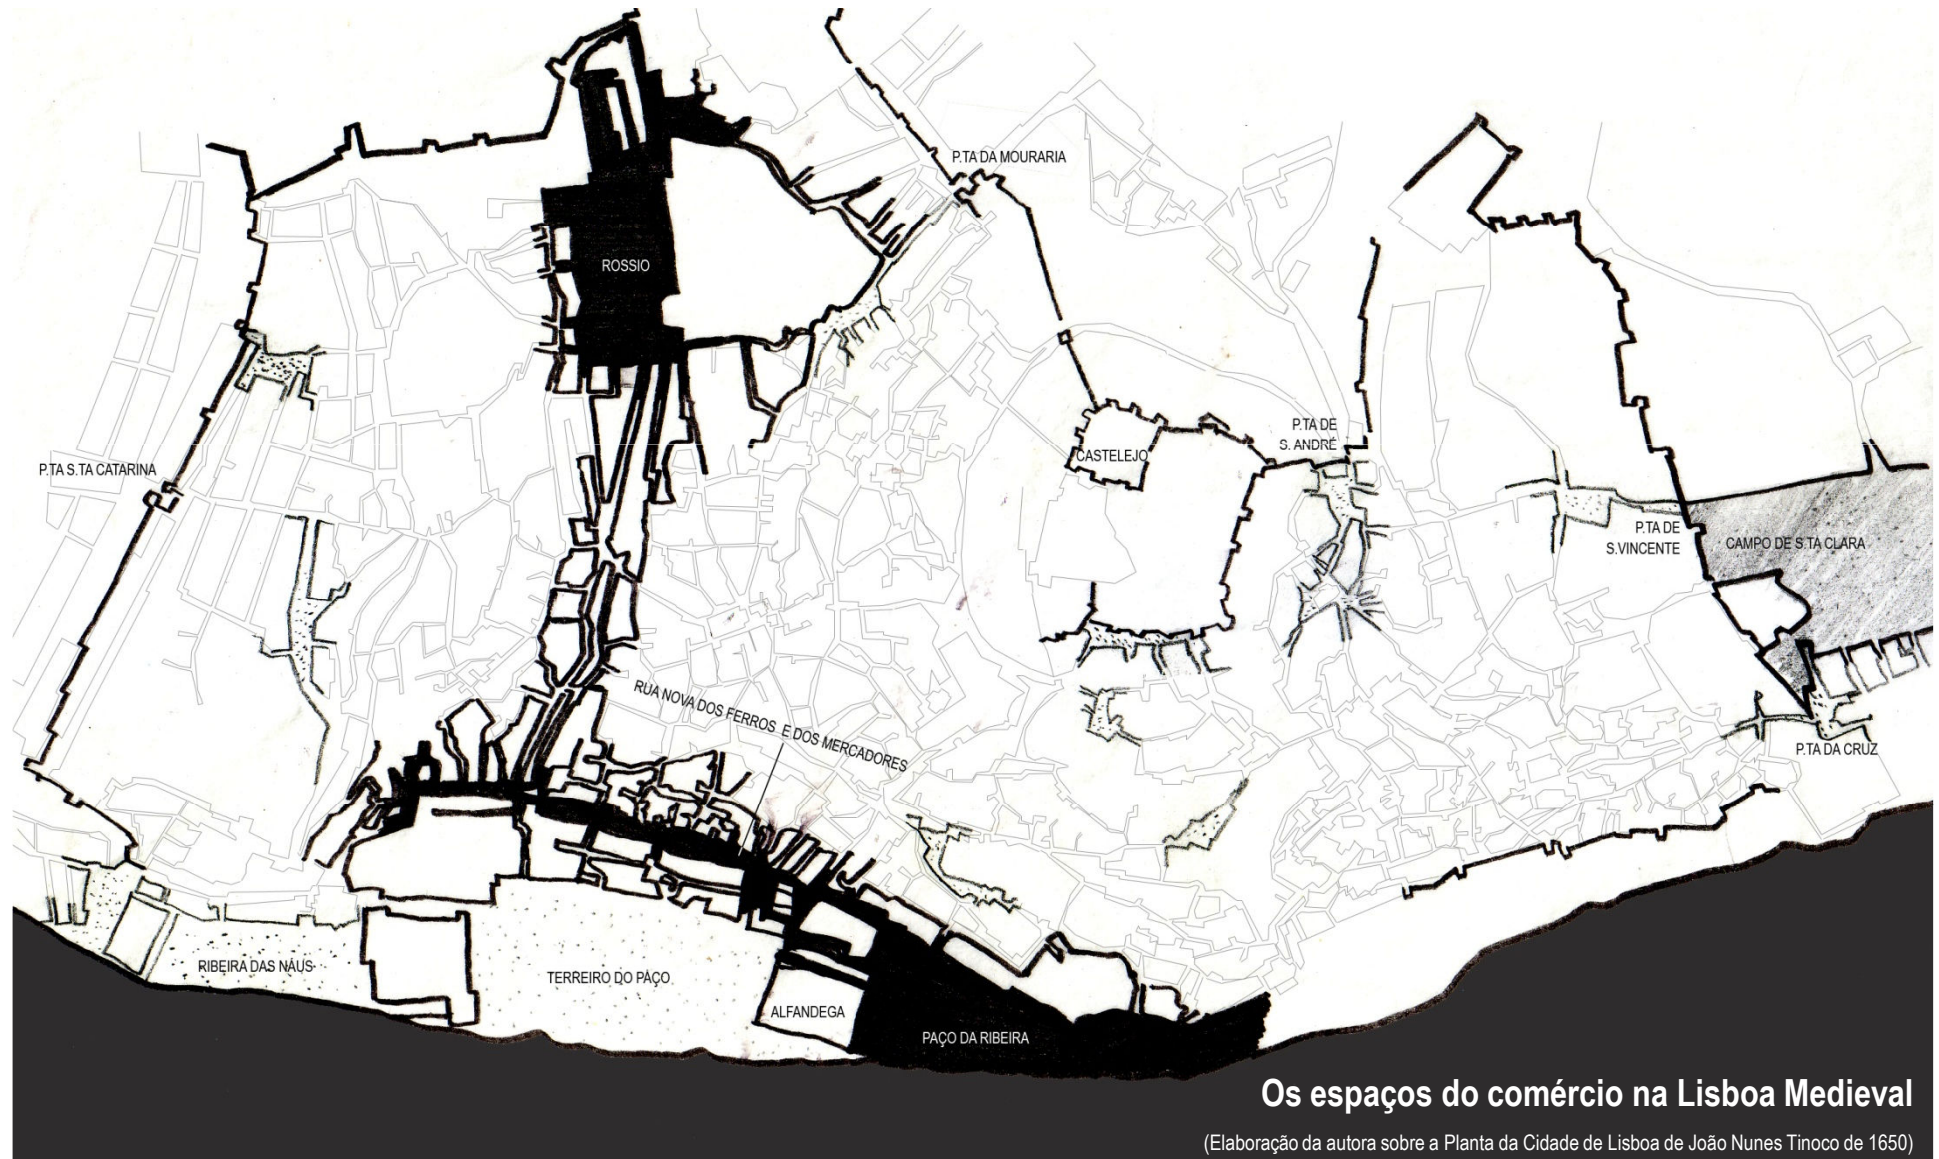 P.TA DA MOURARIA
ROSSIO
P.TA DE
S. ANDRÉ
CASTELEJO
P.TA S.TA CATARINA
P.TA DE
S.VINCENTE
CAMPO DE S.TA CLARA
RUA NOVA DOS FERROS E DOS MERCADORES
P.TA DA CRUZ
RIBEIRA DAS NÁUS
TERREIRO DO PAÇO
ALFANDEGA
PAÇO DA RIBEIRA
Os espaços do comércio na Lisboa Medieval
(Elaboração da autora sobre a Planta da Cidade de Lisboa de João Nunes Tinoco de 1650)